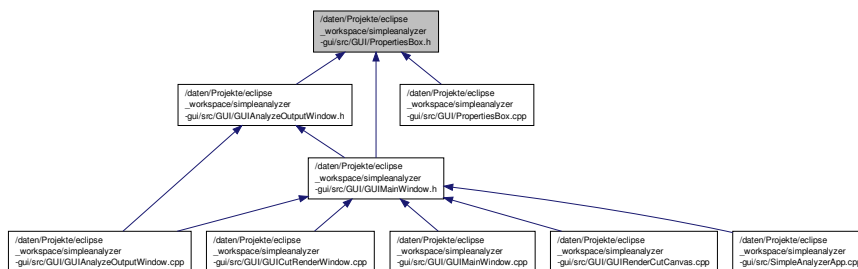 /daten/Projekte/eclipse
_workspace/simpleanalyzer
-gui/src/GUI/PropertiesBox.h
/daten/Projekte/eclipse
_workspace/simpleanalyzer
-gui/src/GUI/GUIAnalyzeOutputWindow.h
/daten/Projekte/eclipse
_workspace/simpleanalyzer
-gui/src/GUI/PropertiesBox.cpp
/daten/Projekte/eclipse
_workspace/simpleanalyzer
-gui/src/GUI/GUIMainWindow.h
/daten/Projekte/eclipse
_workspace/simpleanalyzer
-gui/src/GUI/GUIAnalyzeOutputWindow.cpp
/daten/Projekte/eclipse
_workspace/simpleanalyzer
-gui/src/GUI/GUICutRenderWindow.cpp
/daten/Projekte/eclipse
_workspace/simpleanalyzer
-gui/src/GUI/GUIMainWindow.cpp
/daten/Projekte/eclipse
_workspace/simpleanalyzer
-gui/src/GUI/GUIRenderCutCanvas.cpp
/daten/Projekte/eclipse
_workspace/simpleanalyzer
-gui/src/SimpleAnalyzerApp.cpp